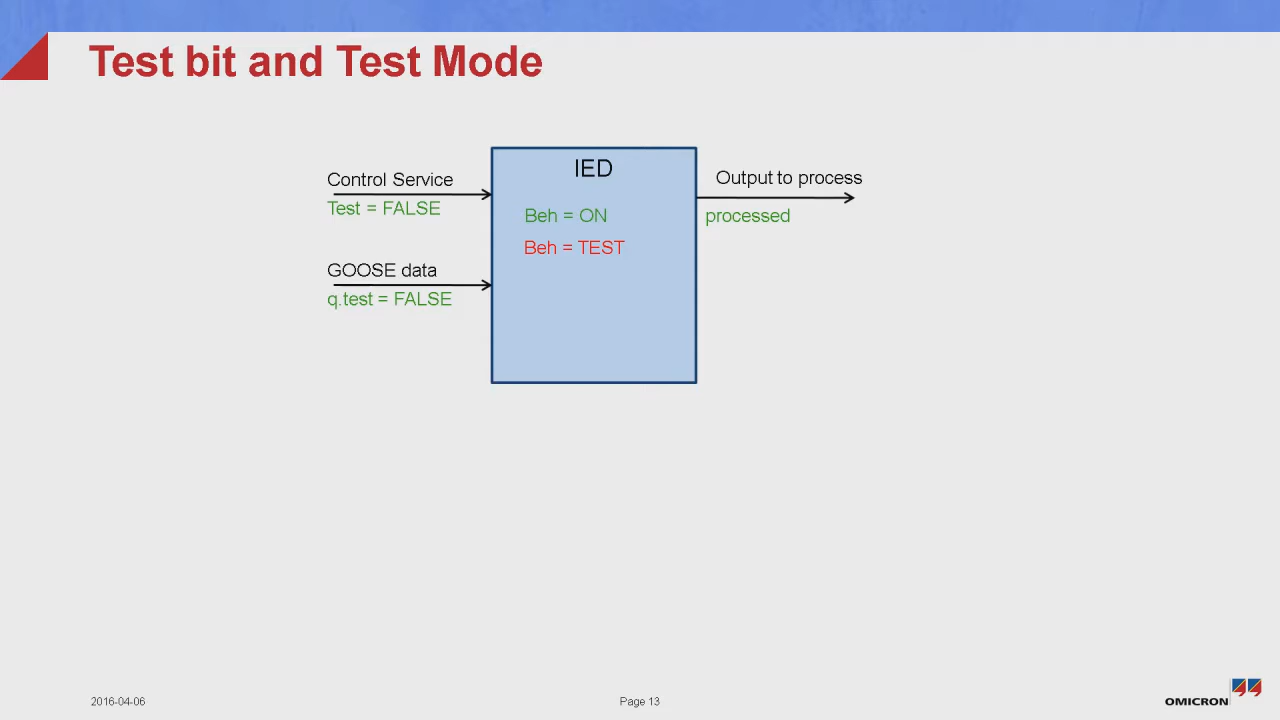 Test bit and Test Mode
IED
Control Service
Test = FALSE
Output to process
processed
Beh = ON
Beh = TEST
GOOSE data
q.test = FALSE
2016-04-06
Page 13
OMICRON